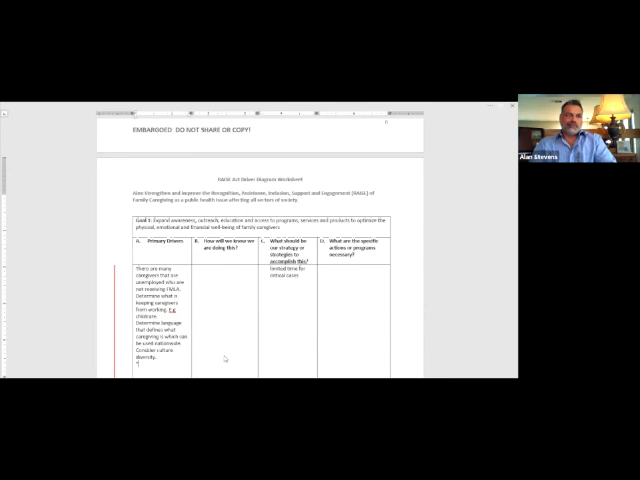 EMBARGOED DO NOT SHARE OR COPY!
RAISE Act Driver Diagram Worksheet
Aim: Strengthen and improve the Recognition, Assistance, Inclusion, Support and Engagement (RAISE) of
Family Caregiving as a public health issue affecting all sectors of society.
Goal 1: Expand awareness, outreach, education and access to programs, services and products to optimize the
physical, emotional and financial well-being of family caregivers
A. Primary Drivers
B. How will we know we
are doing this?
C. What should be
our strategy or
strategies to
accomplish this?
D. What are the specific
actions or programs
necessary?
There are many
caregivers that are
unemployed who are
not receiving FMLA.
Determine what is
keeping caregivers
from working. E.g
childcare.
Determine language
that defines what
caregiving is which can
be used nationwide.
Consider culture
diversity.
limited time for
critical cases
Alan Stevens